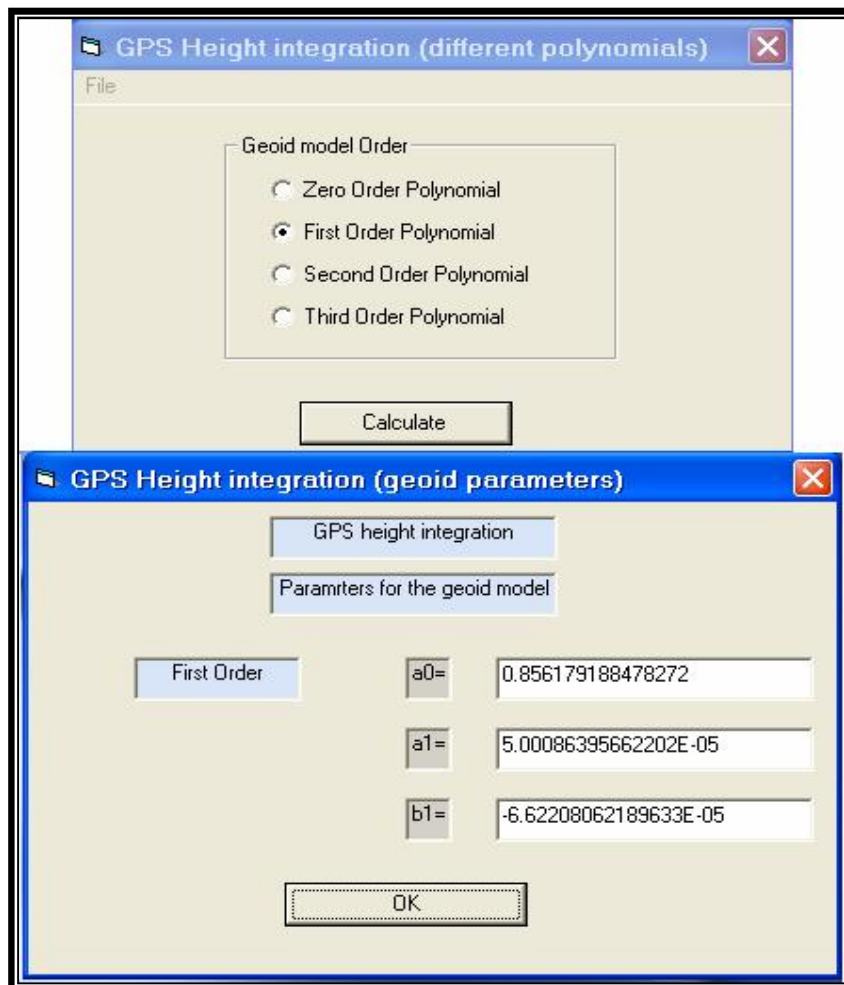 GPS Height integration (different polynomials)
File
Geoid model Order
Zero Order Polynomial
First Order Polynomial
Second Order Polynomial
Third Order Polynomial
Calculate
GPS Height integration (geoid parameters)
GPS height integration
Paramrters for the geoid model
First Order
a0=
0.856179188478272
a1=
5.00086395662202E-05
b1=
-6.62208062189633E-05
OK